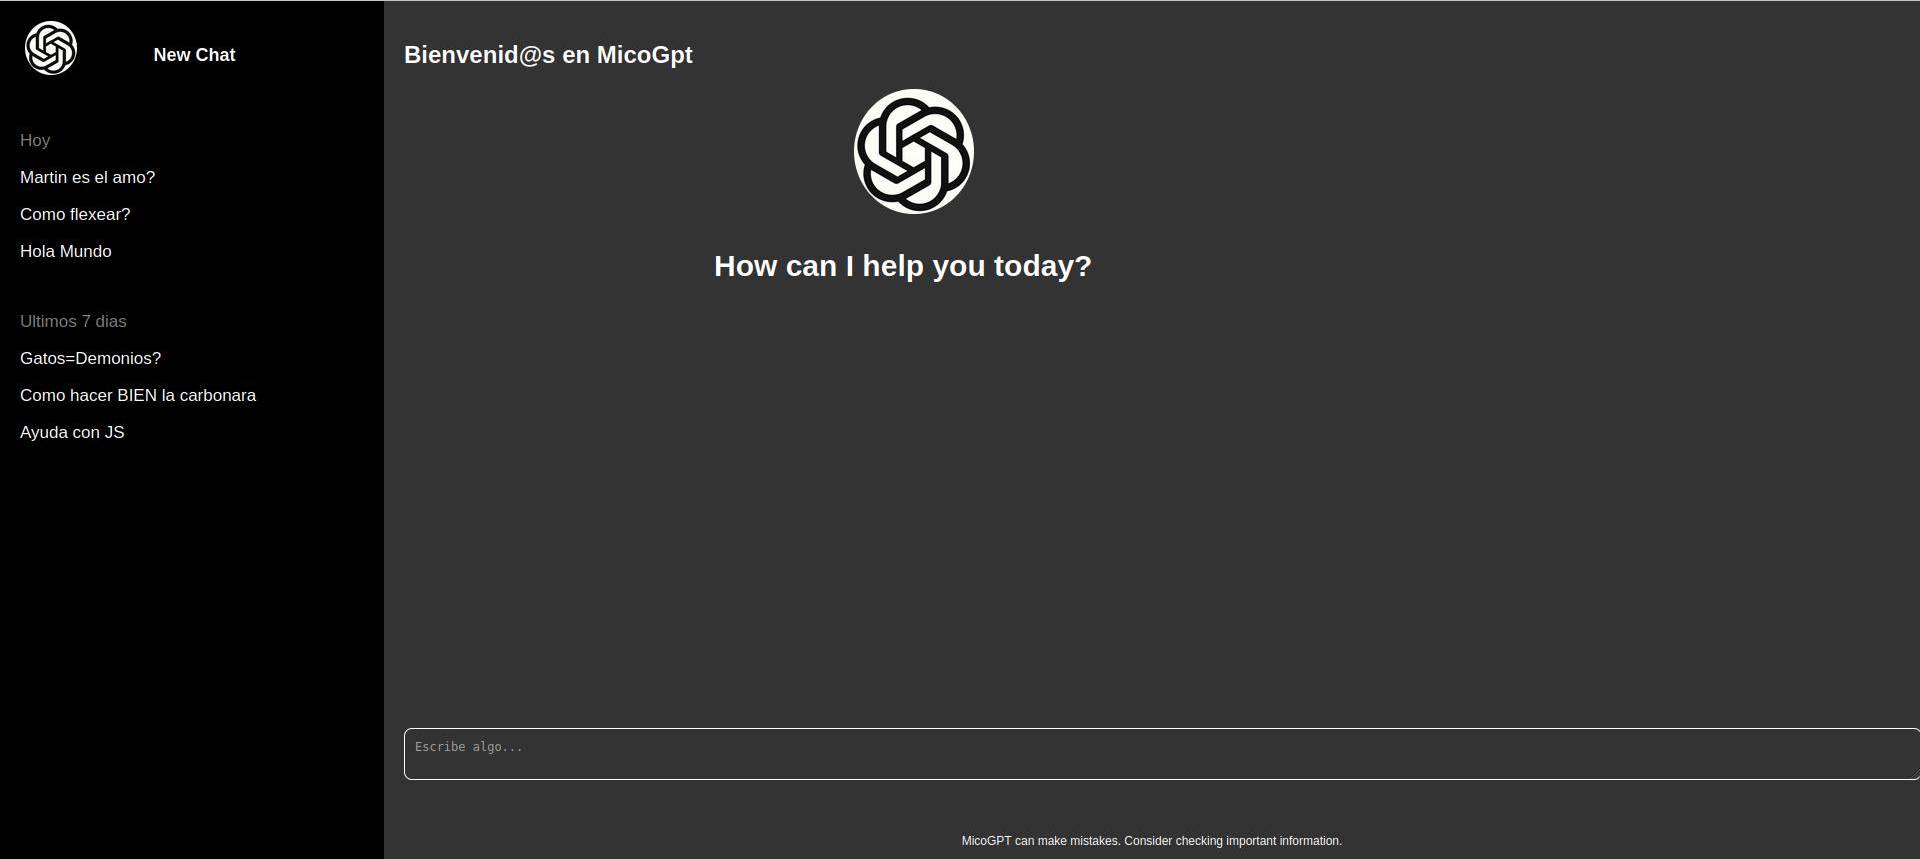 New Chat
Hoy
Martin es el amo?
Como flexear?
Hola Mundo
Ultimos 7 dias
Gatos=Demonios?
Como hacer BIEN la carbonara
Ayuda con JS
Bienvenid@s en MicoGpt
How can I help you today?
Escribe algo...
MicoGPT can make mistakes. Consider checking important information.